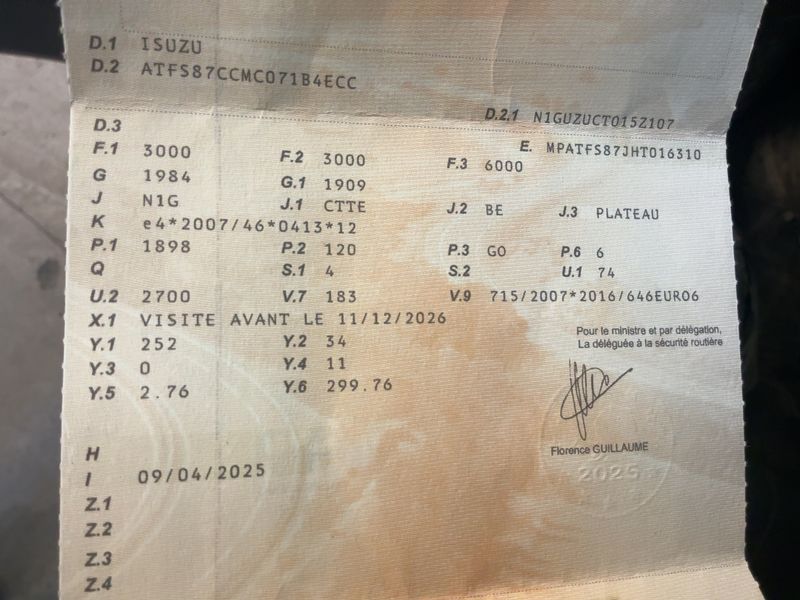 D.1 ISUZU
D.2 ATFS87CCMC071B4ECC
D.2.1 N1GUZUCT015Z107
D.3
E. MPATFS87JHT016310
F.1 3000 F.2 3000 F.3 6000
G 1984 G.1 1909
J N1G J.1 CTTE J.2 BE J.3 PLATEAU
K e4*2007/46*0413*12
P.1 1898 P.2 120 P.3 GO P.6 6
Q S.1 4 S.2 U.1 74
U.2 2700 V.7 183 V.9 715/2007*2016/646EURO6
X.1 VISITE AVANT LE 11/12/2026
Y.1 252 Y.2 34
Y.3 0 Y.4 11
Y.5 2.76 Y.6 299.76
Pour le ministre et par délégation,
La déléguée à la sécurité routière
Florence GUILLAUME
2025
H
I 09/04/2025
Z.1
Z.2
Z.3
Z.4